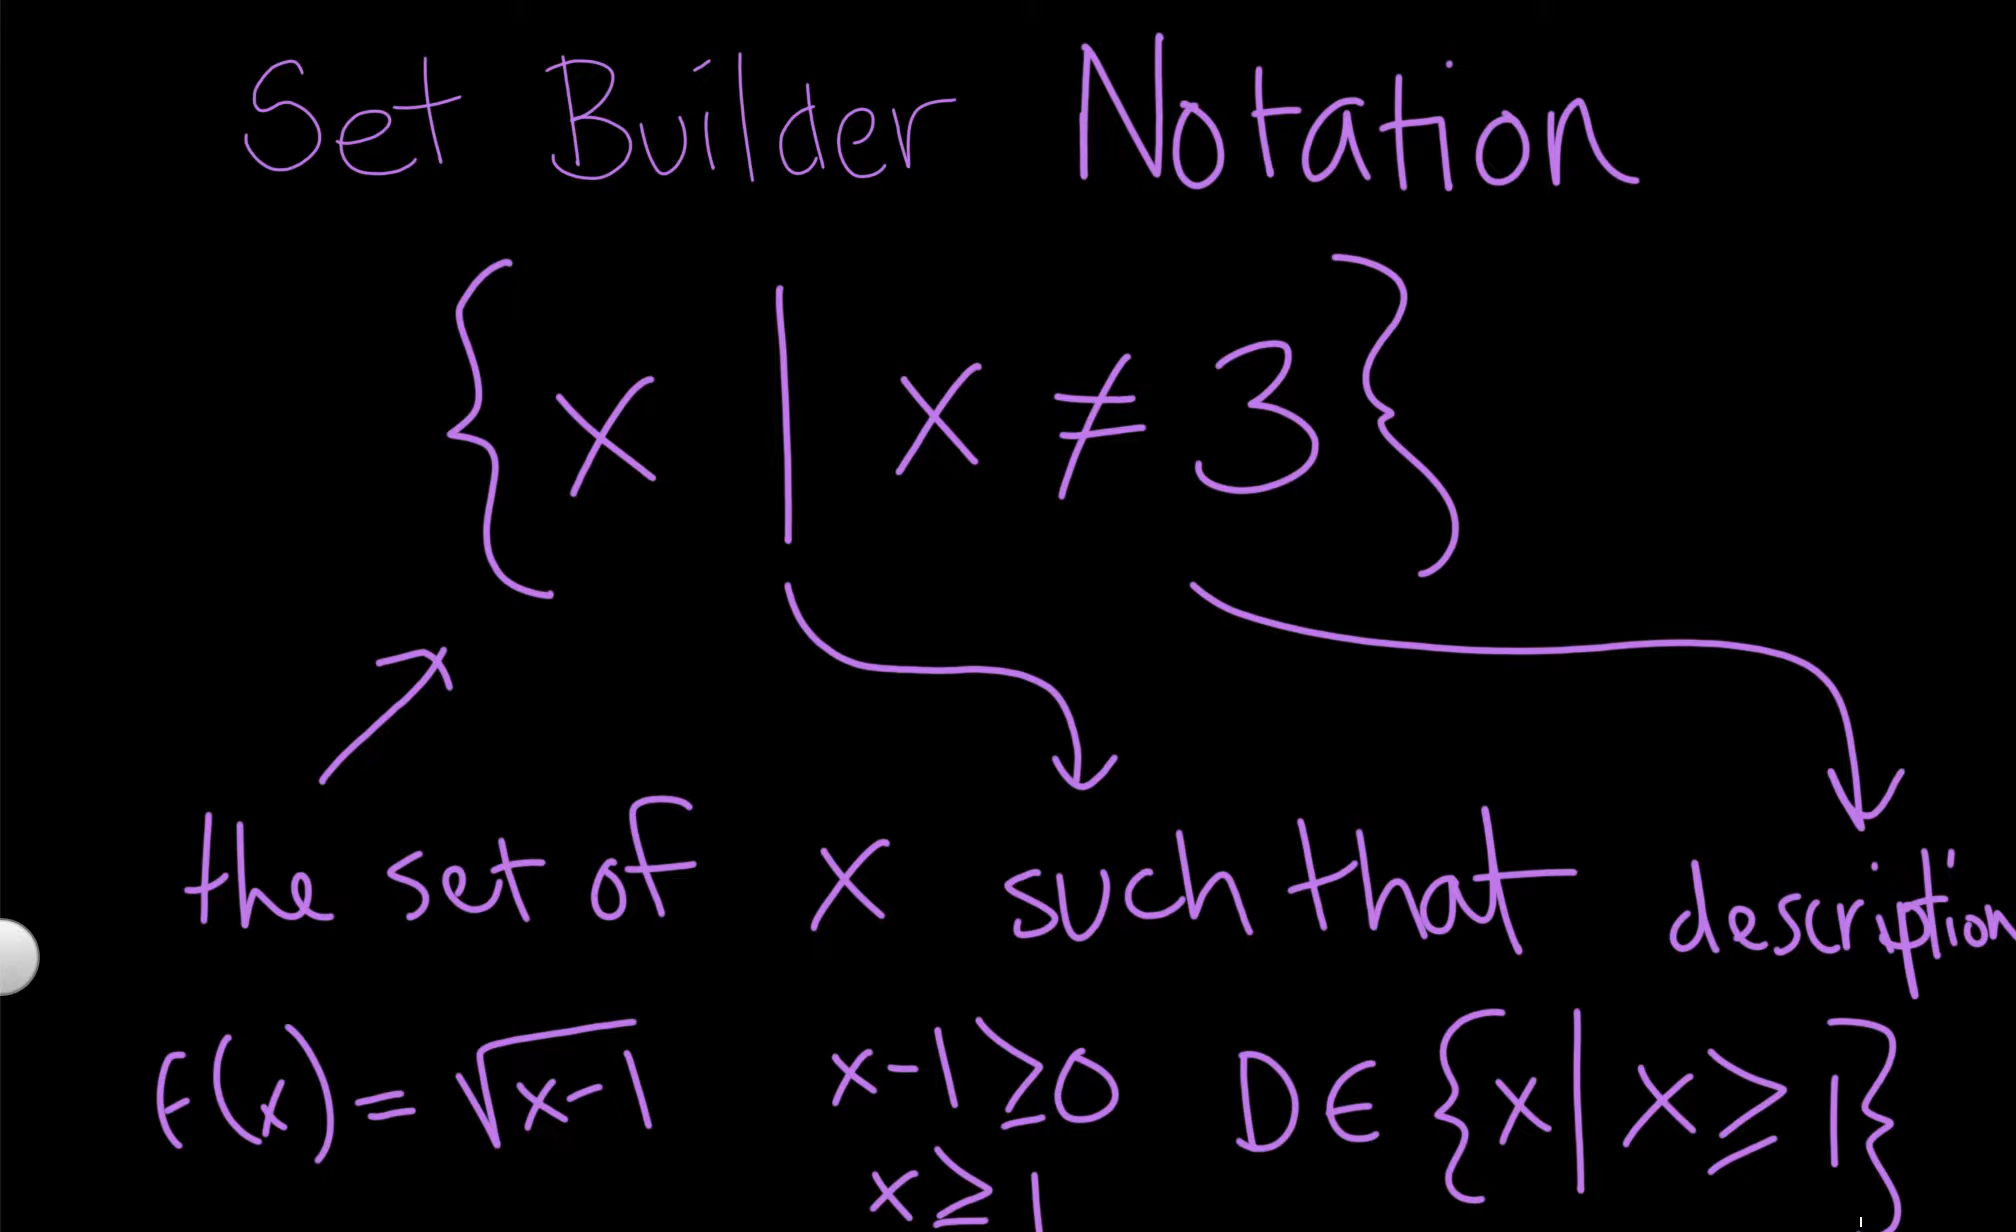 Set Builder Notation
{ x | x ≠ 3 }
the set of x such that description
f(x) = √x-1 x-1≥0 D∈ {x| x≥1}
x≥1